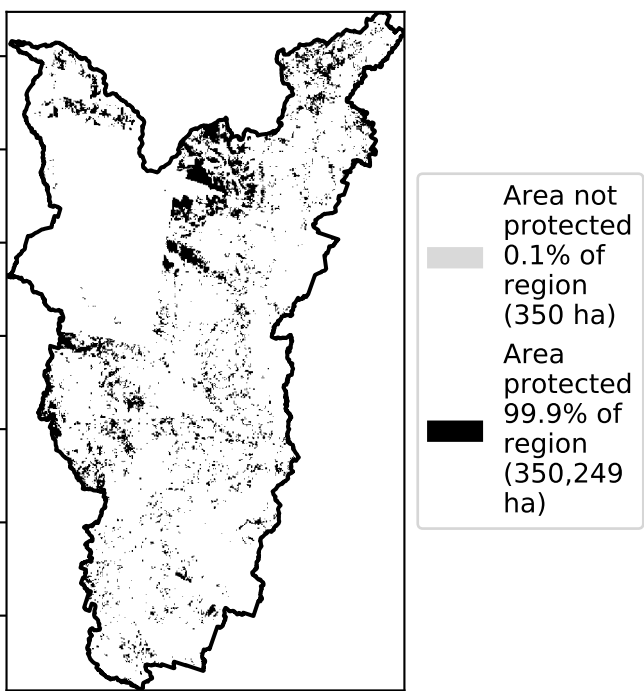 Area not
protected
0.1% of
region
(350 ha)
Area
protected
99.9% of
region
(350,249
ha)